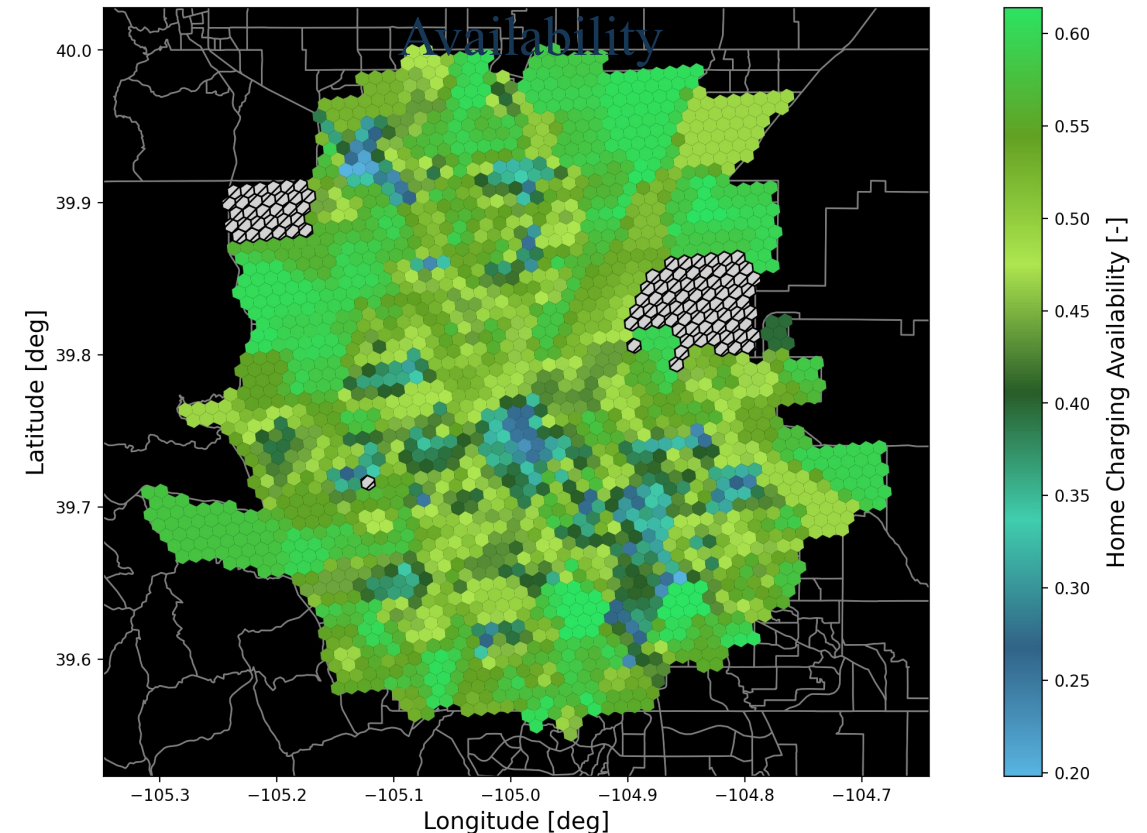 Availability
40.0
39.9
39.8
39.7
39.6
Latitude [deg]
−105.3 −105.2 −105.1 −105.0 −104.9 −104.8 −104.7
Longitude [deg]
0.60
0.55
0.50
0.45
0.40
0.35
0.30
0.25
0.20
Home Charging Availability [-]